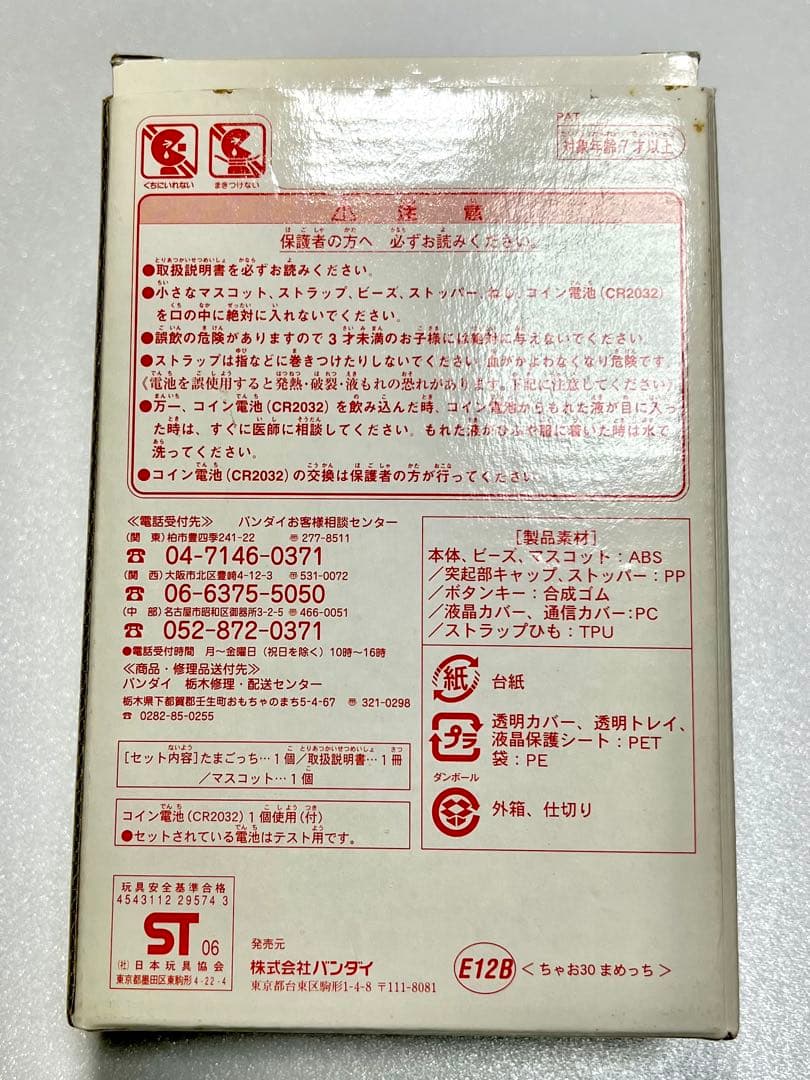 くちにいれない
まきつけない
PAT
対象年齢7才以上
注意
保護者の方へ 必ずお読みください。
●取扱説明書を必ずお読みください。
●小さなマスコット、ストラップ、ビーズ、ストッパー、ねじ、コイン電池(CR2032)
を口の中に絶対に入れないでください。
●誤飲の危険がありますので3才未満のお子様には絶対に与えないでください。
●ストラップは指などに巻きつけたりしないでください。血がかよわなくなり危険です。
《電池を誤使用すると発熱・破裂・液もれの恐れがあります。下記に注意してください》
●万一、コイン電池(CR2032)を飲み込んだ時、コイン電池からもれた液が目に入っ
た時は、すぐに医師に相談してください。もれた液がひふや服に着いた時は水で
洗ってください。
●コイン電池(CR2032)の交換は保護者の方が行ってください。
≪電話受付先≫ バンダイお客様相談センター
(関 東)柏市豊四季241-22 〒277-8511
☎ 04-7146-0371
(関 西)大阪市北区豊崎4-12-3 〒531-0072
☎ 06-6375-5050
(中 部)名古屋市昭和区御器所3-2-5 〒466-0051
☎ 052-872-0371
●電話受付時間 月～金曜日(祝日を除く)10時～16時
≪商品・修理品送付先≫
バンダイ 栃木修理・配送センター
栃木県下都賀郡壬生町おもちゃのまち5-4-67 〒321-0298
☎ 0282-85-0255
[セット内容]たまごっち…1個/取扱説明書…1冊
/マスコット…1個
コイン電池(CR2032)1個使用(付)
●セットされている電池はテスト用です。
[製品素材]
本体、ビーズ、マスコット:ABS
/突起部キャップ、ストッパー:PP
/ボタンキー:合成ゴム
/液晶カバー、通信カバー:PC
/ストラップひも:TPU
紙 台紙
プラ 透明カバー、透明トレイ、
液晶保護シート:PET
袋:PE
ダンボール
外箱、仕切り
玩具安全基準合格
4543112 29574 3
ST 06
(社)日本玩具協会
東京都墨田区東駒形4-22-4
発売元
株式会社バンダイ
東京都台東区駒形1-4-8 〒111-8081
E12B
<ちゃお30 まめっち>